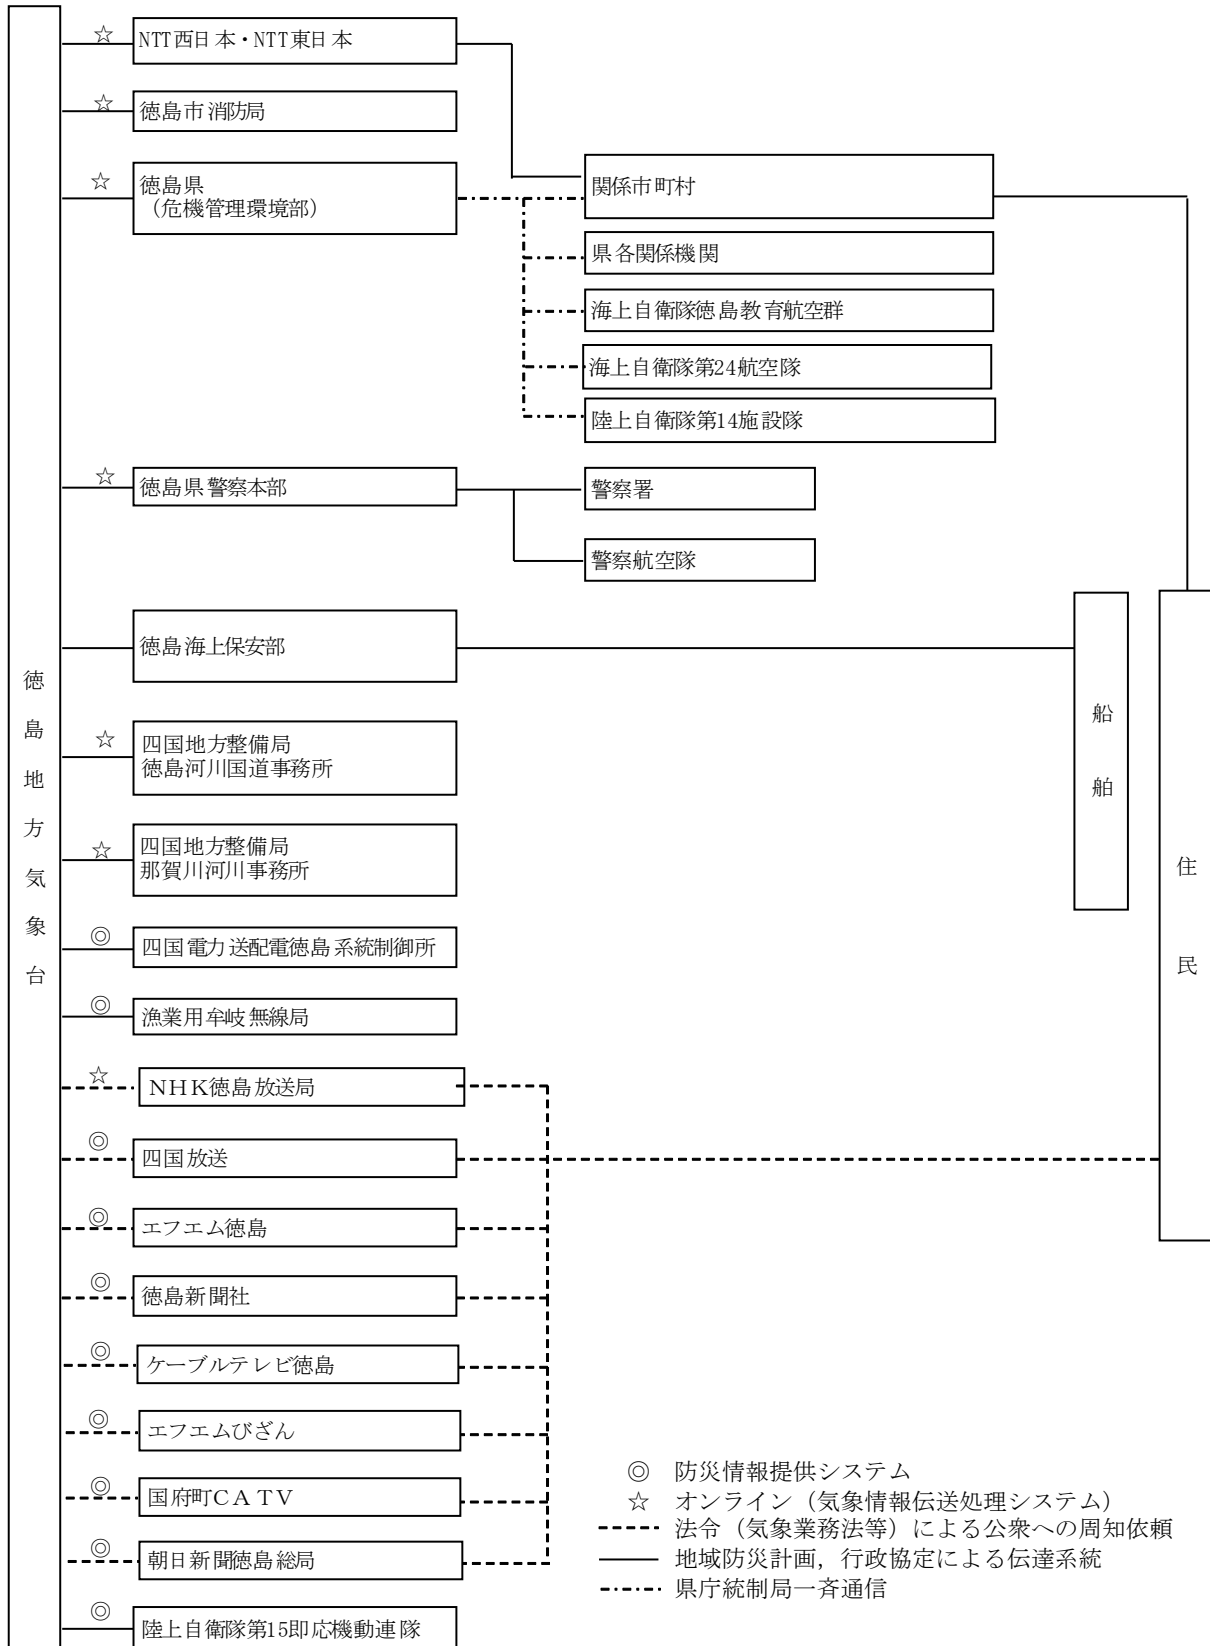 ☆
NTT西日本・NTT東日本
☆
徳島市消防局
☆
徳島県
（危機管理環境部）
関係市町村
県各関係機関
海上自衛隊徳島教育航空群
海上自衛隊第24航空隊
陸上自衛隊第14施設隊
☆
徳島県警察本部
警察署
警察航空隊
徳島海上保安部
徳島地方気象台
船舶
住民
☆
四国地方整備局
徳島河川国道事務所
☆
四国地方整備局
那賀川河川事務所
◎
四国電力送配電徳島系統制御所
◎
漁業用牟岐無線局
☆
NHK徳島放送局
◎
四国放送
◎
エフエム徳島
◎
徳島新聞社
◎
ケーブルテレビ徳島
◎
エフエムびざん
◎
国府町CATV
◎
朝日新聞徳島総局
◎
陸上自衛隊第15即応機動連隊
◎ 防災情報提供システム
☆ オンライン（気象情報伝送処理システム）
法令（気象業務法等）による公衆への周知依頼
地域防災計画，行政協定による伝達系統
県庁統制局一斉通信